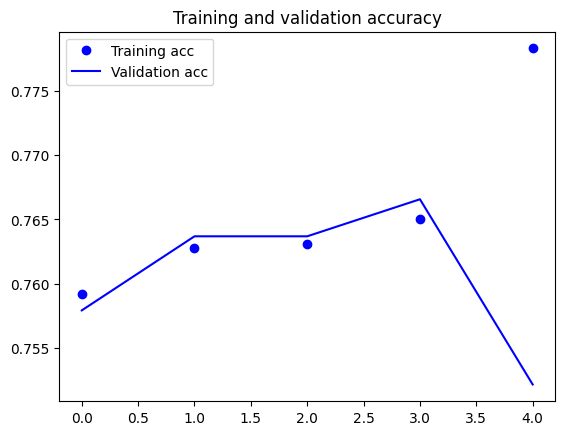 Training and validation accuracy
Training acc
Validation acc
0.775
0.770
0.765
0.760
0.755
0.0 0.5 1.0 1.5 2.0 2.5 3.0 3.5 4.0